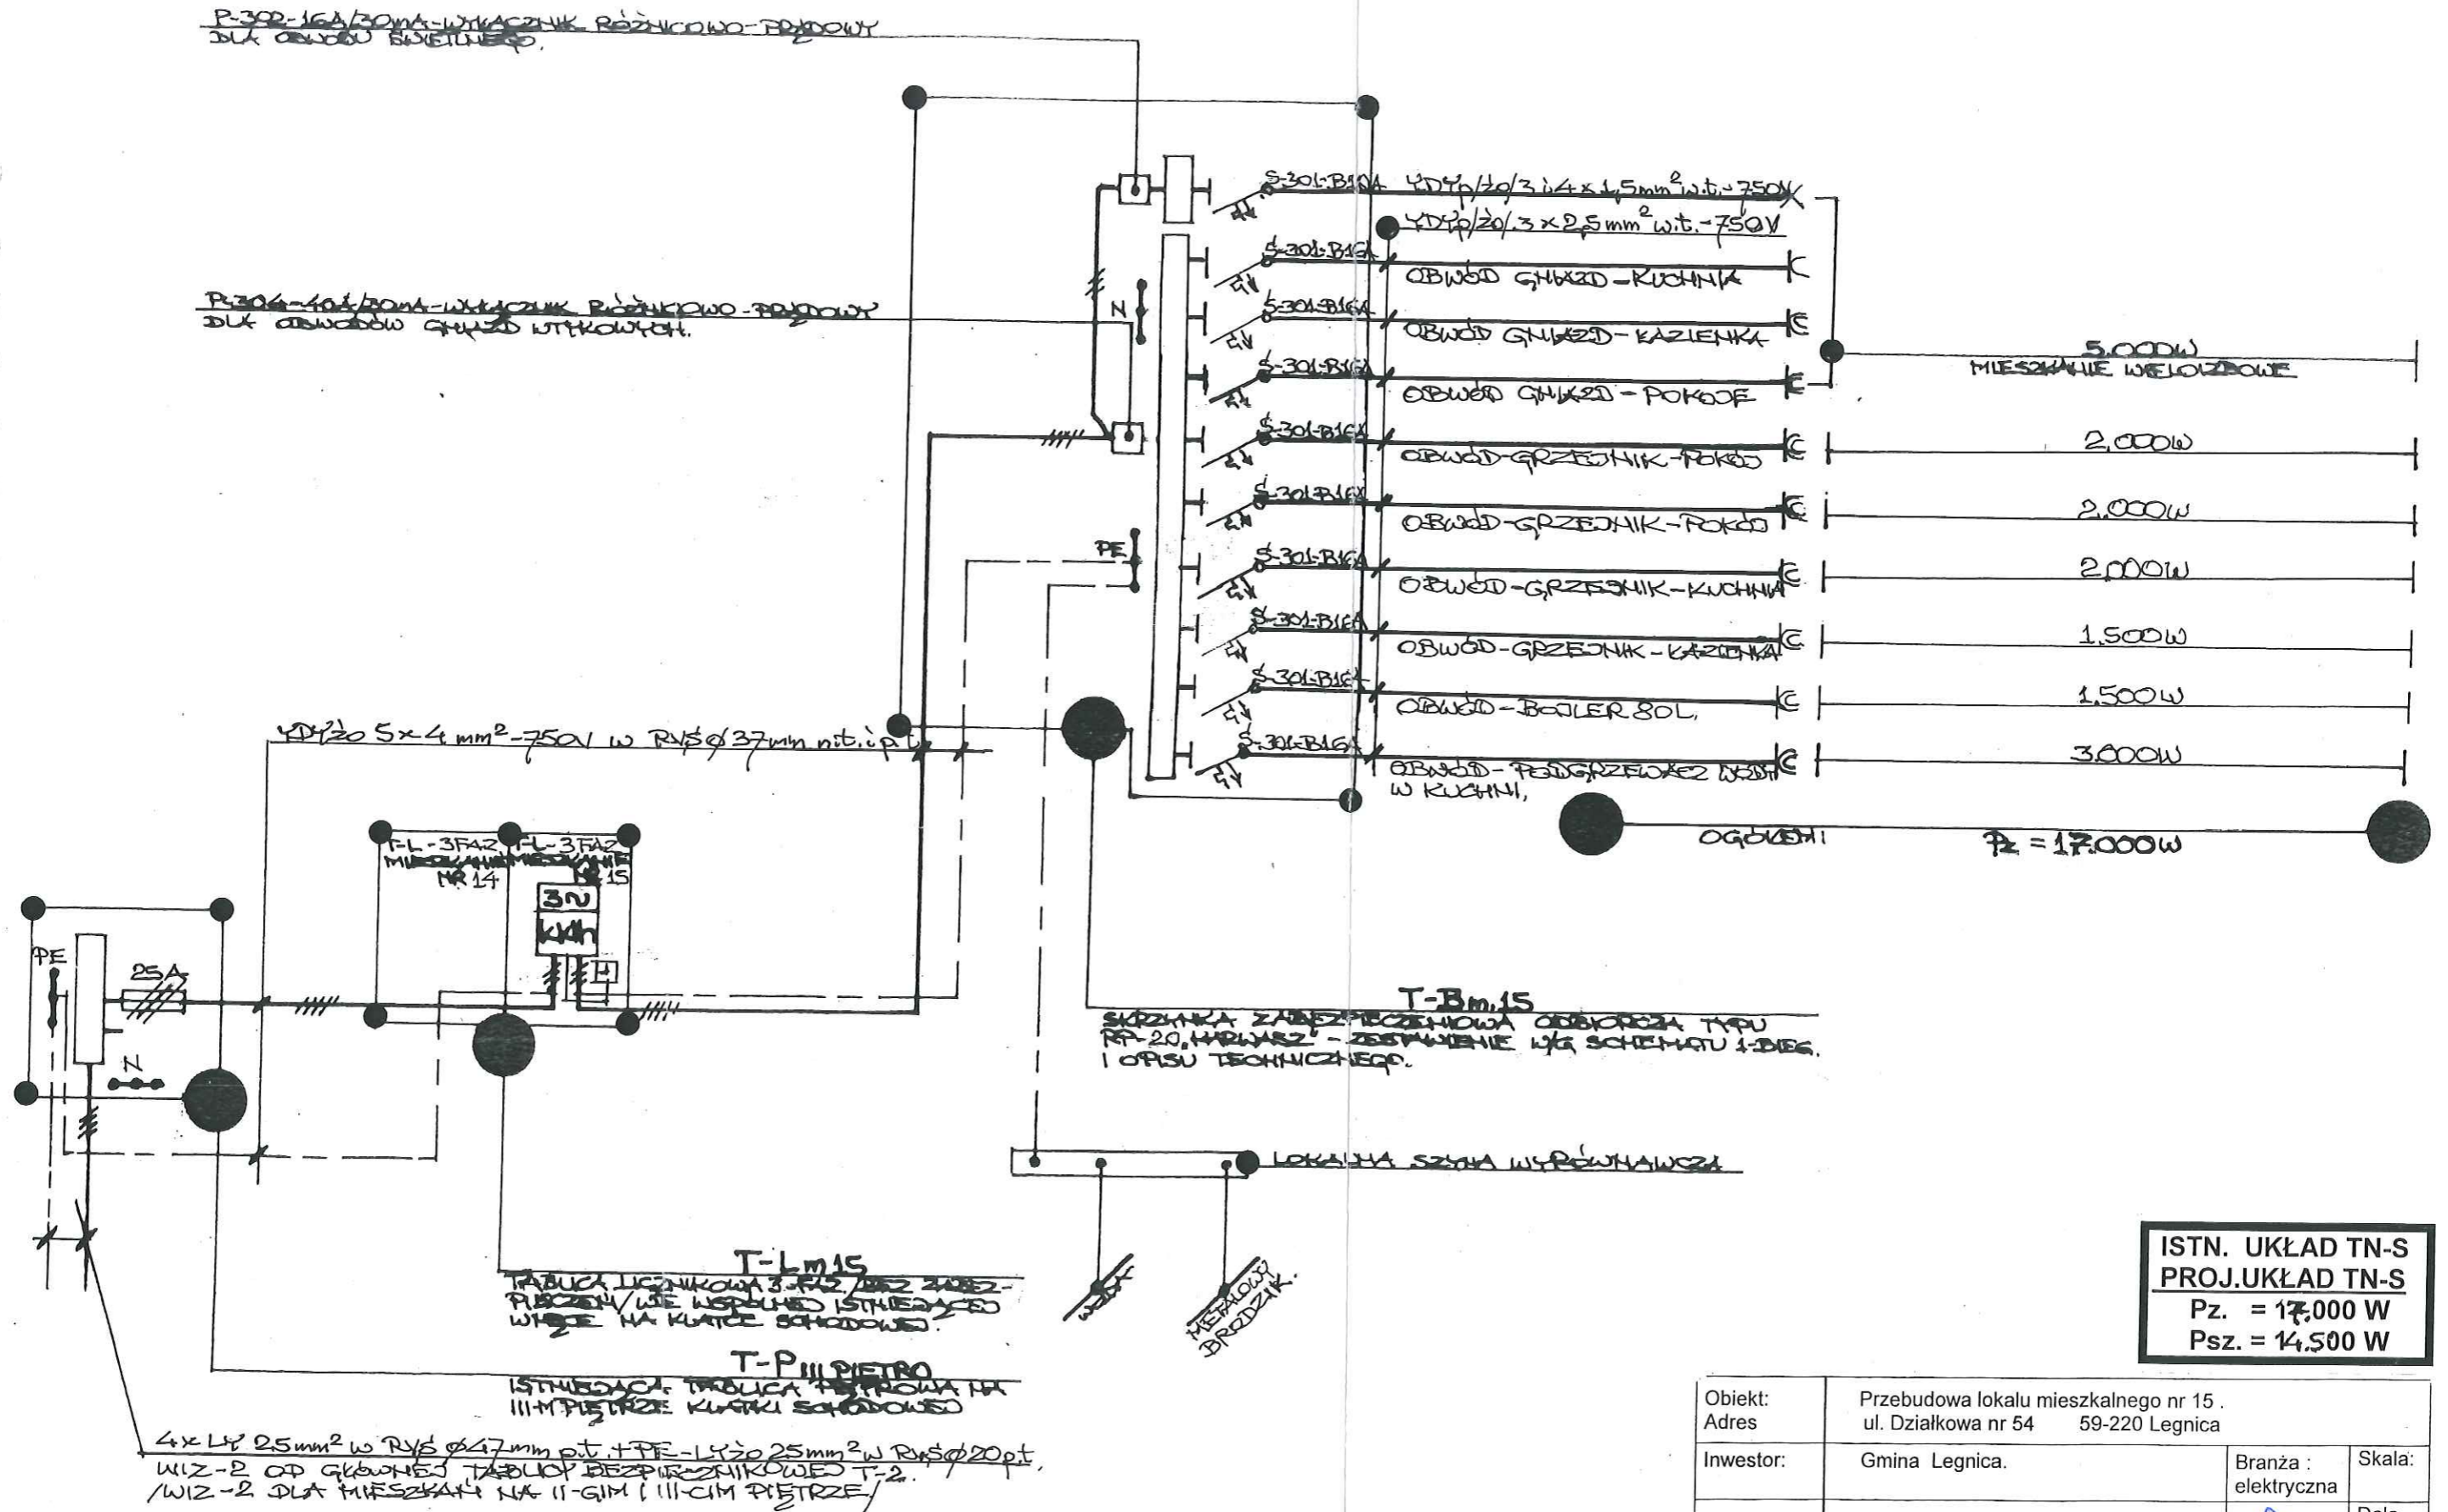 P-302-16A/30mA-WYŁĄCZNIK RÓŻNICOWO-PRĄDOWY
DLA OBWODU ŚWIETLNEGO.
S-301-B10A YDYp/żo/3 i 4 x 1,5mm² w.t.-750V
YDYp/żo/.3 x 2,5mm² w.t.-750V
S-301-B16A
OBWÓD GNIAZD-KUCHNIA
P-304-40A/30mA-WYŁĄCZNIK RÓŻNICOWO-PRĄDOWY
DLA OBWODÓW GNIAZD WTYKOWYCH.
N
S-301-B16A
OBWÓD GNIAZD-ŁAZIENKA
5.000W
MIESZKANIE WIELOIZBOWE
S-301-B16A
OBWÓD GNIAZD-POKOJE
S-301-B16A
OBWÓD-GRZEJNIK-POKÓJ
2.000W
S-301-B16A
OBWÓD-GRZEJNIK-POKÓJ
2.000W
PE
S-301-B16A
OBWÓD-GRZEJNIK-KUCHNIA
2.000W
S-301-B16A
OBWÓD-GRZEJNIK-ŁAZIENKA
1.500W
S-301-B16A
OBWÓD-BOJLER 80L.
1.500W
YDYżo 5x4mm²-750V w RVS ø37mm n.t. i p.t.
S-301-B16A
OBWÓD-PODGRZEWACZ WODY
W KUCHNI.
3.000W
OGÓŁEM: Pz = 17.000W
T-L-3FAZ T-L-3FAZ
MIESZKANIE MIESZKANIE
NR 14 NR 15
3N
kWh
PE
25A
N
T-Bm.15
SKRZYNKA ZABEZPIECZENIOWA ODBIORCZA TYPU
RP-20 - ZESTAWIENIE W/G SCHEMATU 1-BIEG.
I OPISU TECHNICZNEGO.
LOKALNA SZYNA WYRÓWNAWCZA
METALOWY
BRODZIK.
T-Lm15
TABLICA LICZNIKOWA 3-FAZ /BEZ ZABEZ-
PIECZEŃ/ WE WSPÓLNEJ ISTNIEJĄCEJ
WNĘCE NA KLATCE SCHODOWEJ.
T-P III PIĘTRO
ISTNIEJĄCA TABLICA PIĘTROWA NA
III-M PIĘTRZE KLATKI SCHODOWEJ
4x LY 25mm² w RVS ø47mm p.t. + PE-LYżo 25mm² w RVS ø20 p.t.
WIZ-2 OD GŁÓWNEJ TABLICY BEZPIECZNIKOWEJ T-2.
/WIZ-2 DLA MIESZKAŃ NA II-GIM I III-CIM PIĘTRZE/
ISTN. UKŁAD TN-S
PROJ.UKŁAD TN-S
Pz. = 17.000 W
Psz. = 14.500 W
Obiekt: Przebudowa lokalu mieszkalnego nr 15 .
Adres ul. Działkowa nr 54 59-220 Legnica
Inwestor: Gmina Legnica. Branża : Skala:
elektryczna